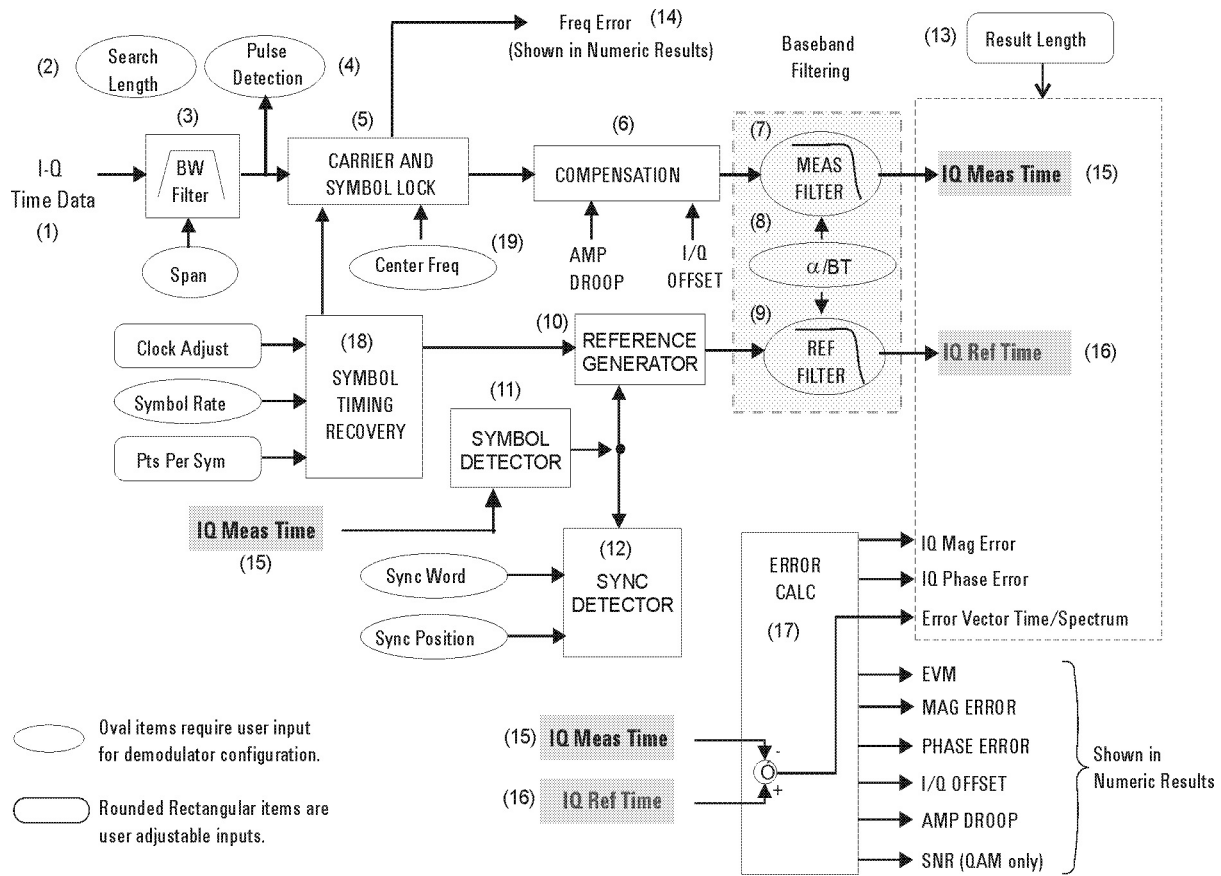 (14)
Freq Error
(Shown in Numeric Results)
(2)
Search
Length
Pulse
Detection
(4)
Baseband
Filtering
(13)
Result Length
(3)
(5)
(6)
(7)
I-Q
Time Data
(1)
BW
Filter
CARRIER AND
SYMBOL LOCK
COMPENSATION
MEAS
FILTER
IQ Meas Time
(15)
Span
Center Freq
(19)
AMP
DROOP
I/Q
OFFSET
(8)
α/BT
Clock Adjust
Symbol Rate
Pts Per Sym
(18)
SYMBOL
TIMING
RECOVERY
(10)
REFERENCE
GENERATOR
(9)
REF
FILTER
IQ Ref Time
(16)
(11)
SYMBOL
DETECTOR
IQ Meas Time
(15)
Sync Word
Sync Position
(12)
SYNC
DETECTOR
ERROR
CALC
(17)
IQ Mag Error
IQ Phase Error
Error Vector Time/Spectrum
EVM
MAG ERROR
PHASE ERROR
I/Q OFFSET
AMP DROOP
SNR (QAM only)
Shown in
Numeric Results
(15)
IQ Meas Time
-
+
(16)
IQ Ref Time
Oval items require user input
for demodulator configuration.
Rounded Rectangular items are
user adjustable inputs.